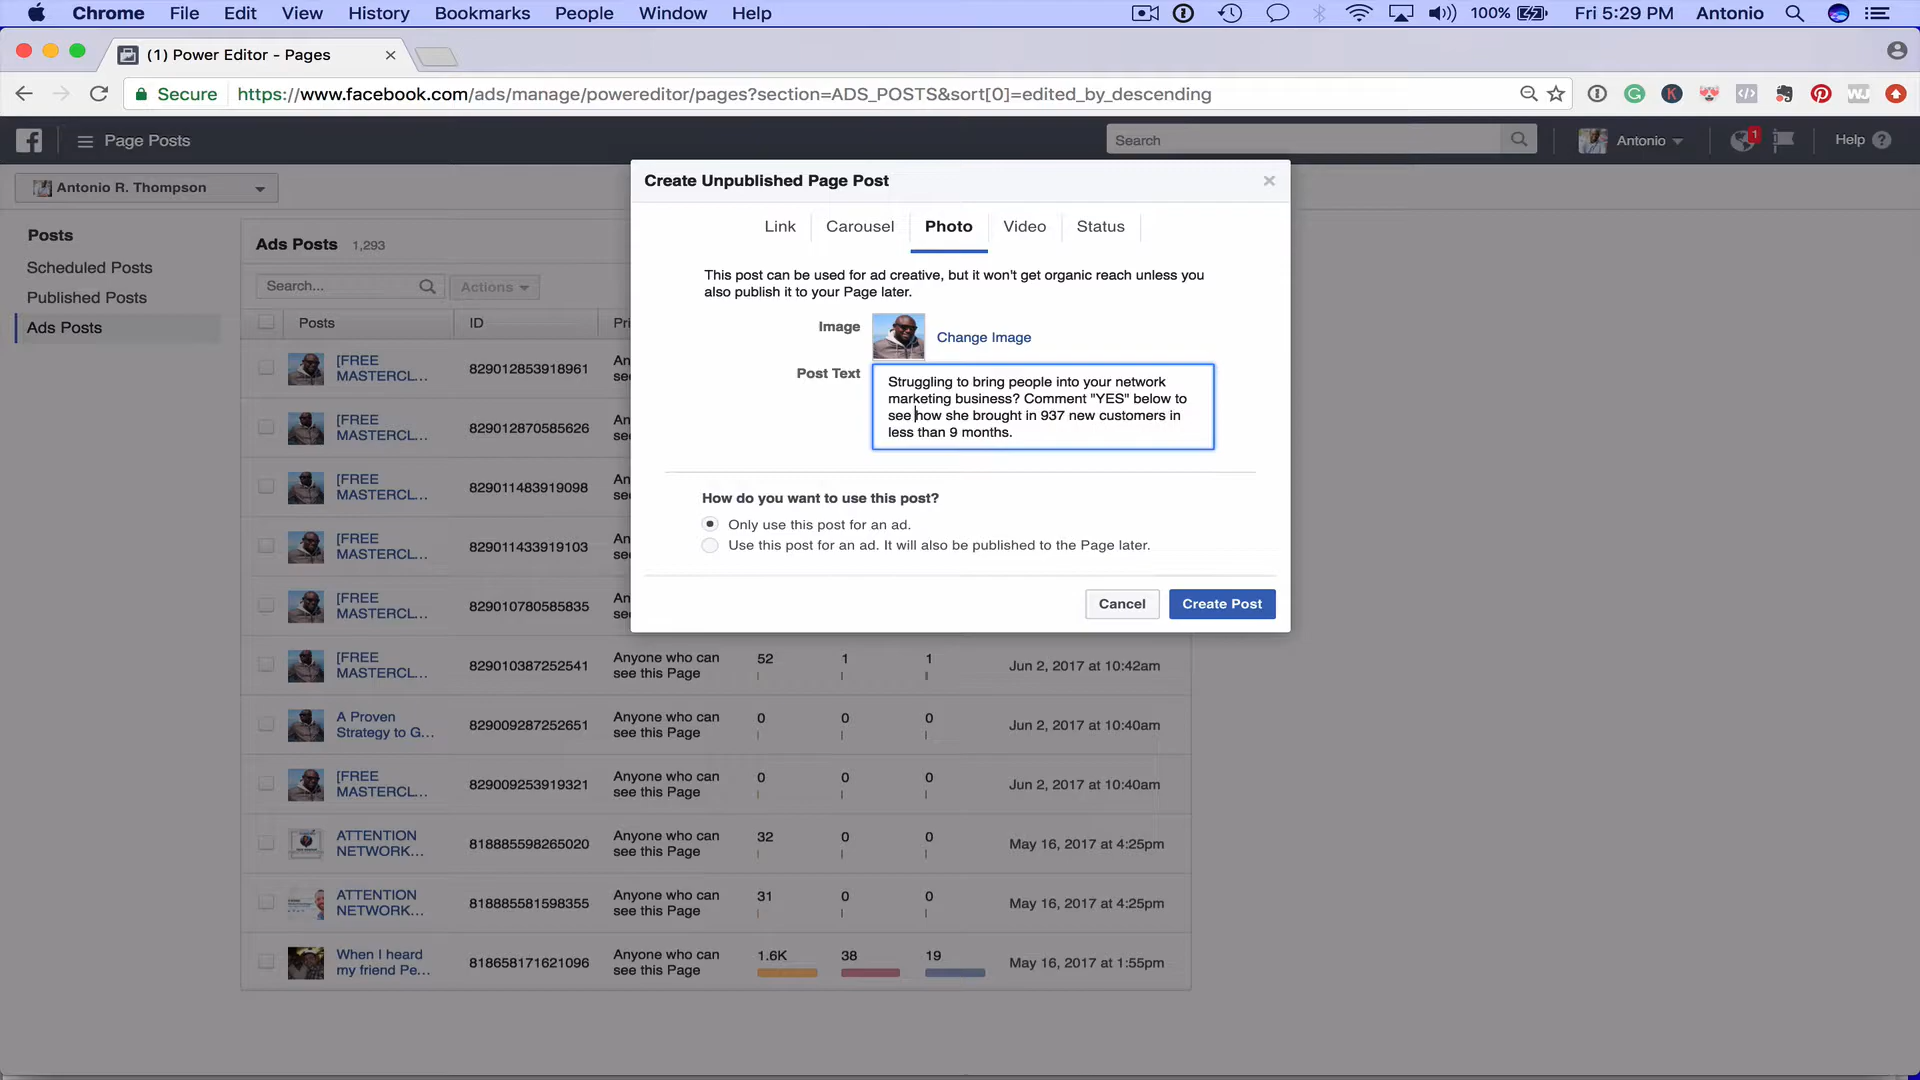 Chrome File Edit View History Bookmarks People Window Help 100% Fri 5:29 PM Antonio
(1) Power Editor - Pages
Secure https://www.facebook.com/ads/manage/powereditor/pages?section=ADS_POSTS&sort[0]=edited_by_descending
Page Posts Search Antonio 1 Help
Antonio R. Thompson
Posts
Scheduled Posts
Published Posts
Ads Posts
Ads Posts 1,293
Search... Actions
Posts ID Pri
[FREE
MASTERCL... 829012853918961 An
see
[FREE
MASTERCL... 829012870585626 An
see
[FREE
MASTERCL... 829011483919098 An
see
[FREE
MASTERCL... 829011433919103 An
see
[FREE
MASTERCL... 829010780585835 An
see
[FREE
MASTERCL... 829010387252541 Anyone who can
see this Page 52 1 1 Jun 2, 2017 at 10:42am
A Proven
Strategy to G... 829009287252651 Anyone who can
see this Page 0 0 0 Jun 2, 2017 at 10:40am
[FREE
MASTERCL... 829009253919321 Anyone who can
see this Page 0 0 0 Jun 2, 2017 at 10:40am
ATTENTION
NETWORK... 818885598265020 Anyone who can
see this Page 32 0 0 May 16, 2017 at 4:25pm
ATTENTION
NETWORK... 818885581598355 Anyone who can
see this Page 31 0 0 May 16, 2017 at 4:25pm
When I heard
my friend Pe... 818658171621096 Anyone who can
see this Page 1.6K 38 19 May 16, 2017 at 1:55pm
Create Unpublished Page Post
Link Carousel Photo Video Status
This post can be used for ad creative, but it won't get organic reach unless you
also publish it to your Page later.
Image Change Image
Post Text
Struggling to bring people into your network
marketing business? Comment "YES" below to
see how she brought in 937 new customers in
less than 9 months.
How do you want to use this post?
Only use this post for an ad.
Use this post for an ad. It will also be published to the Page later.
Cancel Create Post